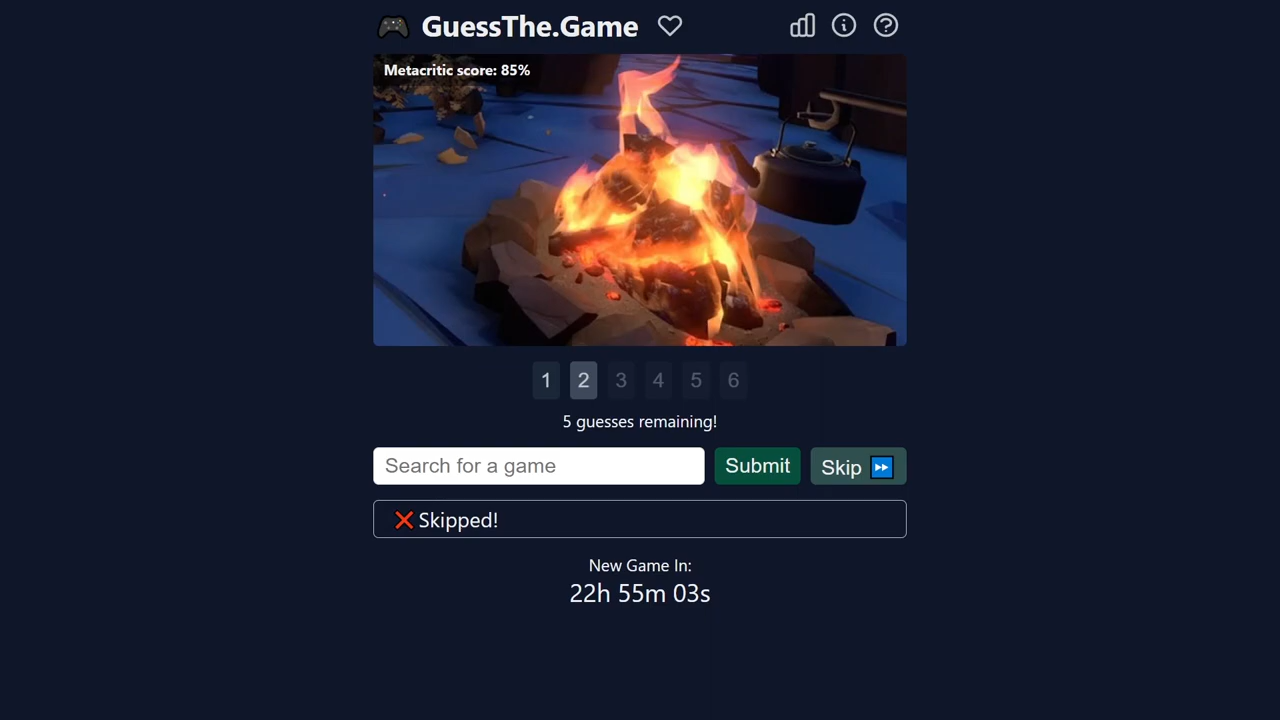 GuessThe.Game
Metacritic score: 85%
1 2 3 4 5 6
5 guesses remaining!
Search for a game
Submit
Skip
Skipped!
New Game In:
22h 55m 03s